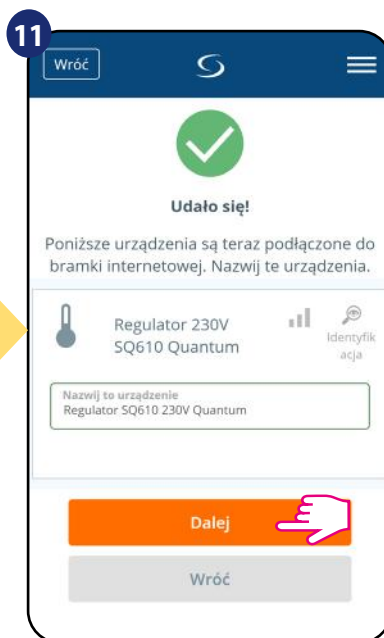 11
Wróć
Udało się!
Poniższe urządzenia są teraz podłączone do
bramki internetowej. Nazwij te urządzenia.
Regulator 230V
SQ610 Quantum
Identyfik
acja
Nazwij to urządzenie
Regulator SQ610 230V Quantum
Dalej
Wróć